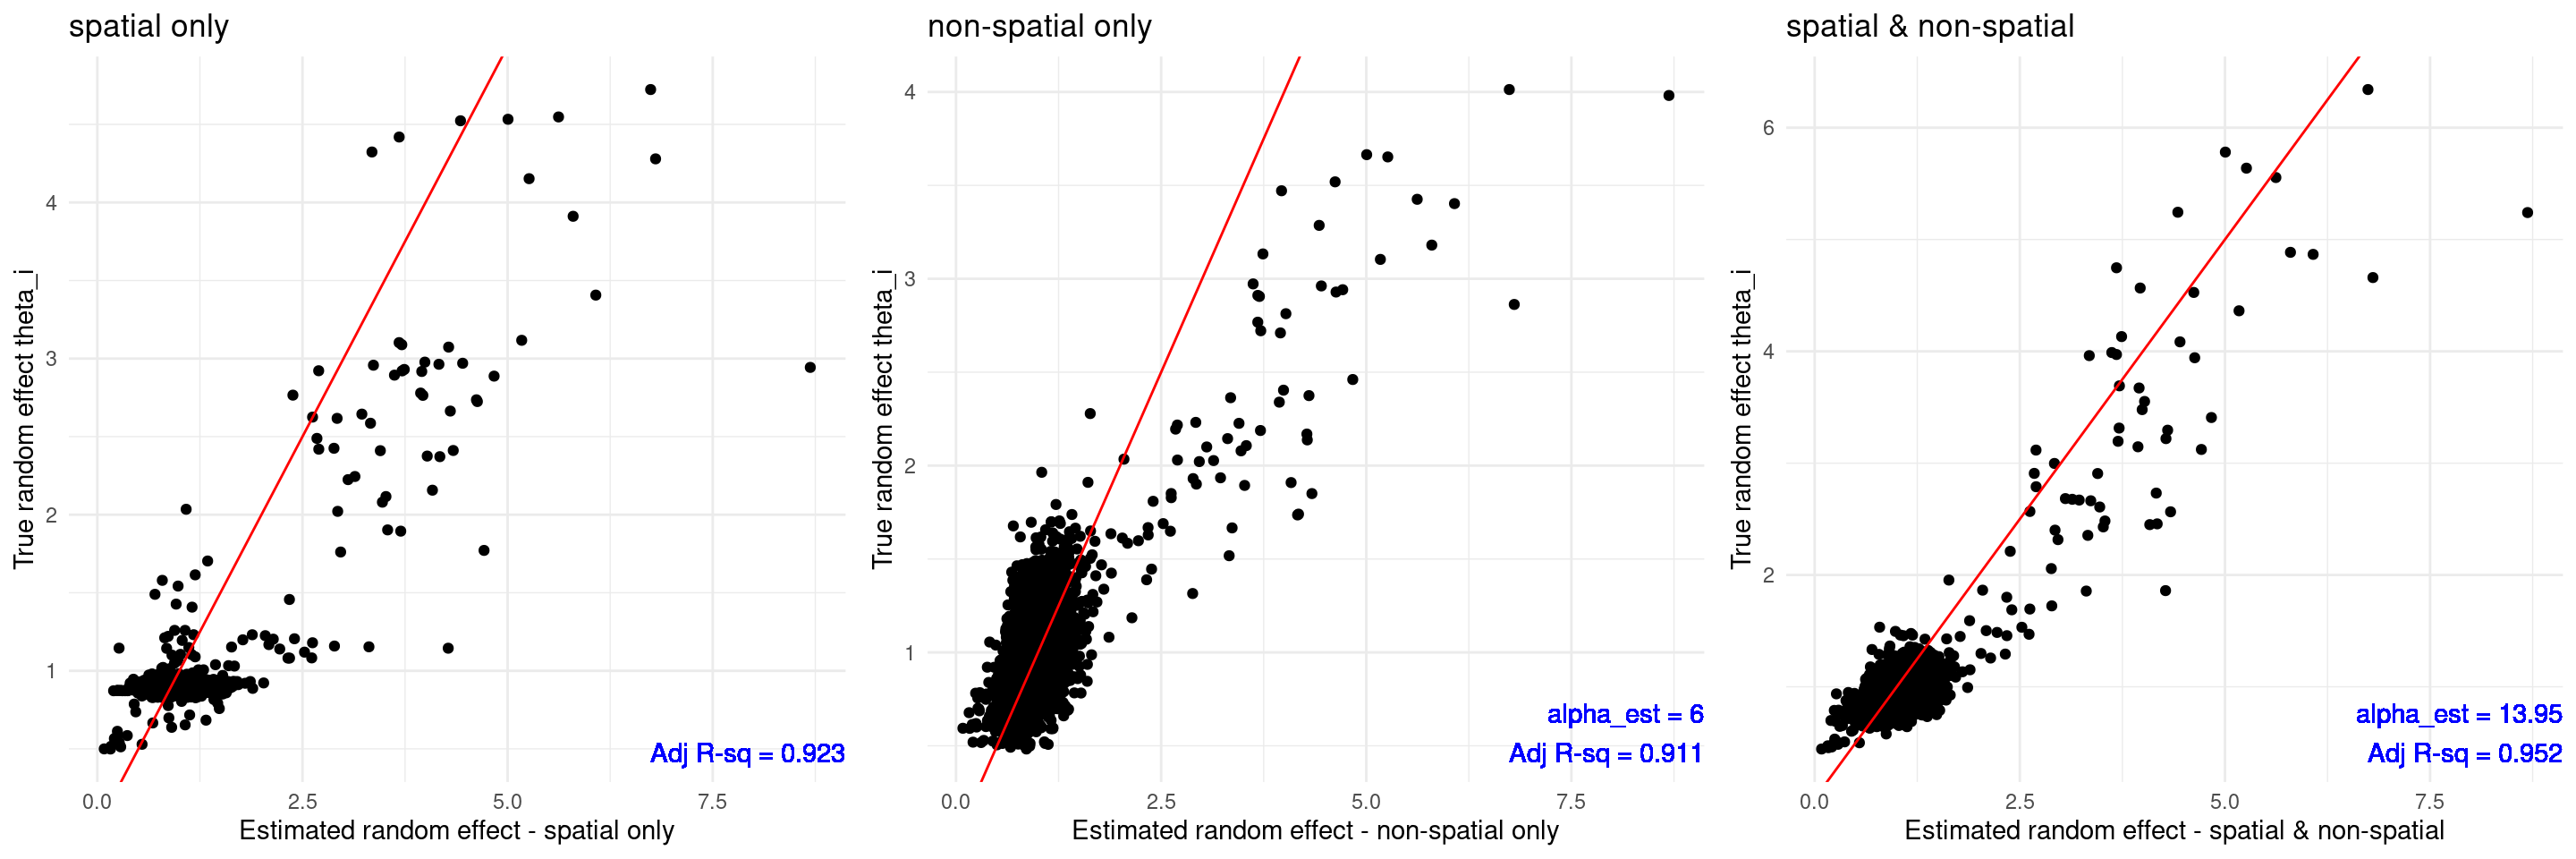 spatial only
True random effect theta_i
4
3
2
1
Adj R-sq = 0.923
0.0 2.5 5.0 7.5
Estimated random effect - spatial only
non-spatial only
True random effect theta_i
4
3
2
1
alpha_est = 6
Adj R-sq = 0.911
0.0 2.5 5.0 7.5
Estimated random effect - non-spatial only
spatial & non-spatial
True random effect theta_i
6
4
2
alpha_est = 13.95
Adj R-sq = 0.952
0.0 2.5 5.0 7.5
Estimated random effect - spatial & non-spatial